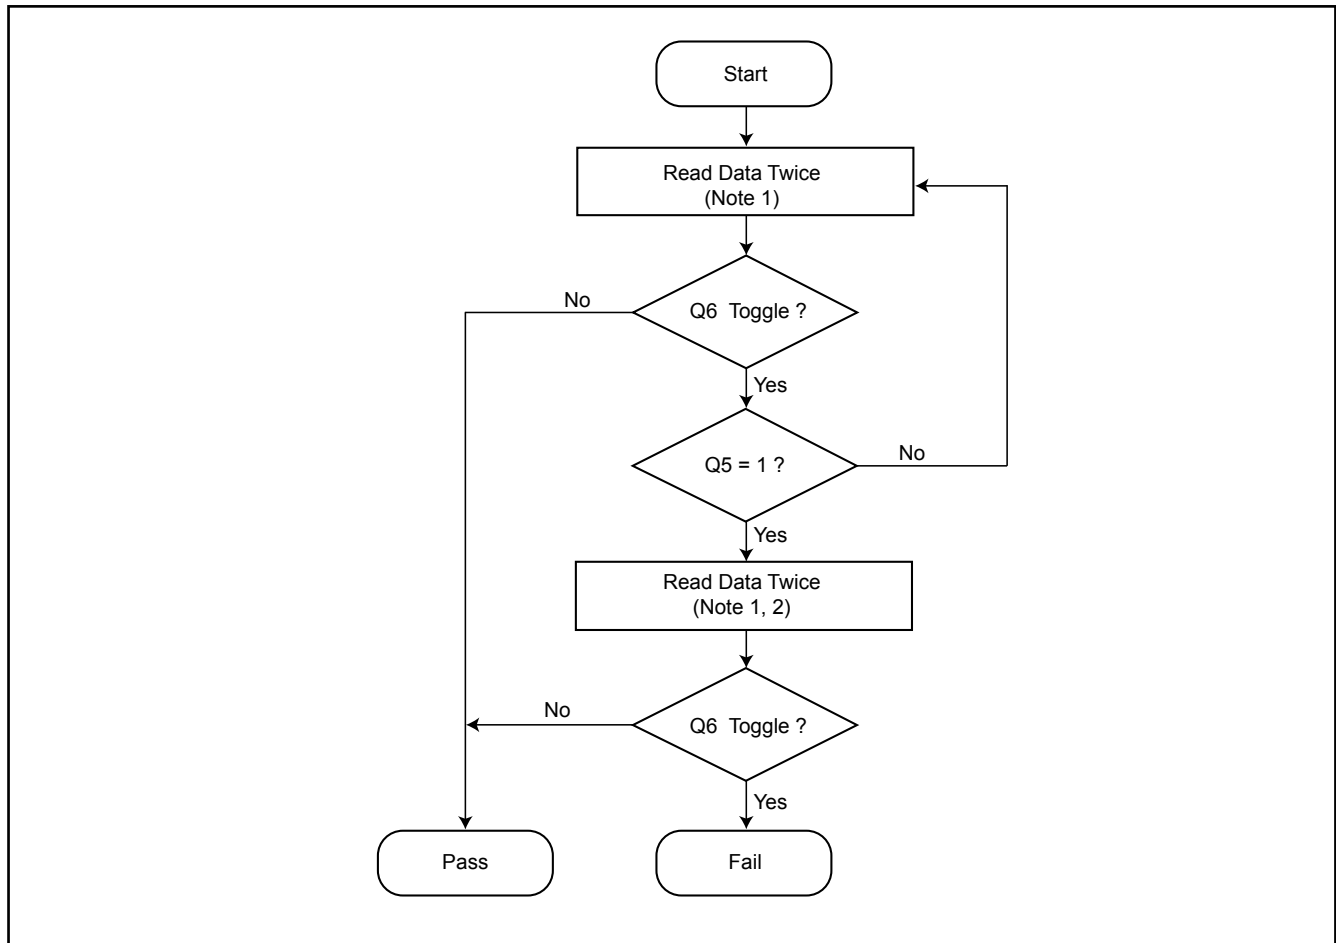 Start
Read Data Twice
(Note 1)
Q6 Toggle ?
No
Yes
Q5 = 1 ?
No
Yes
Read Data Twice
(Note 1, 2)
Q6 Toggle ?
No
Yes
Pass
Fail